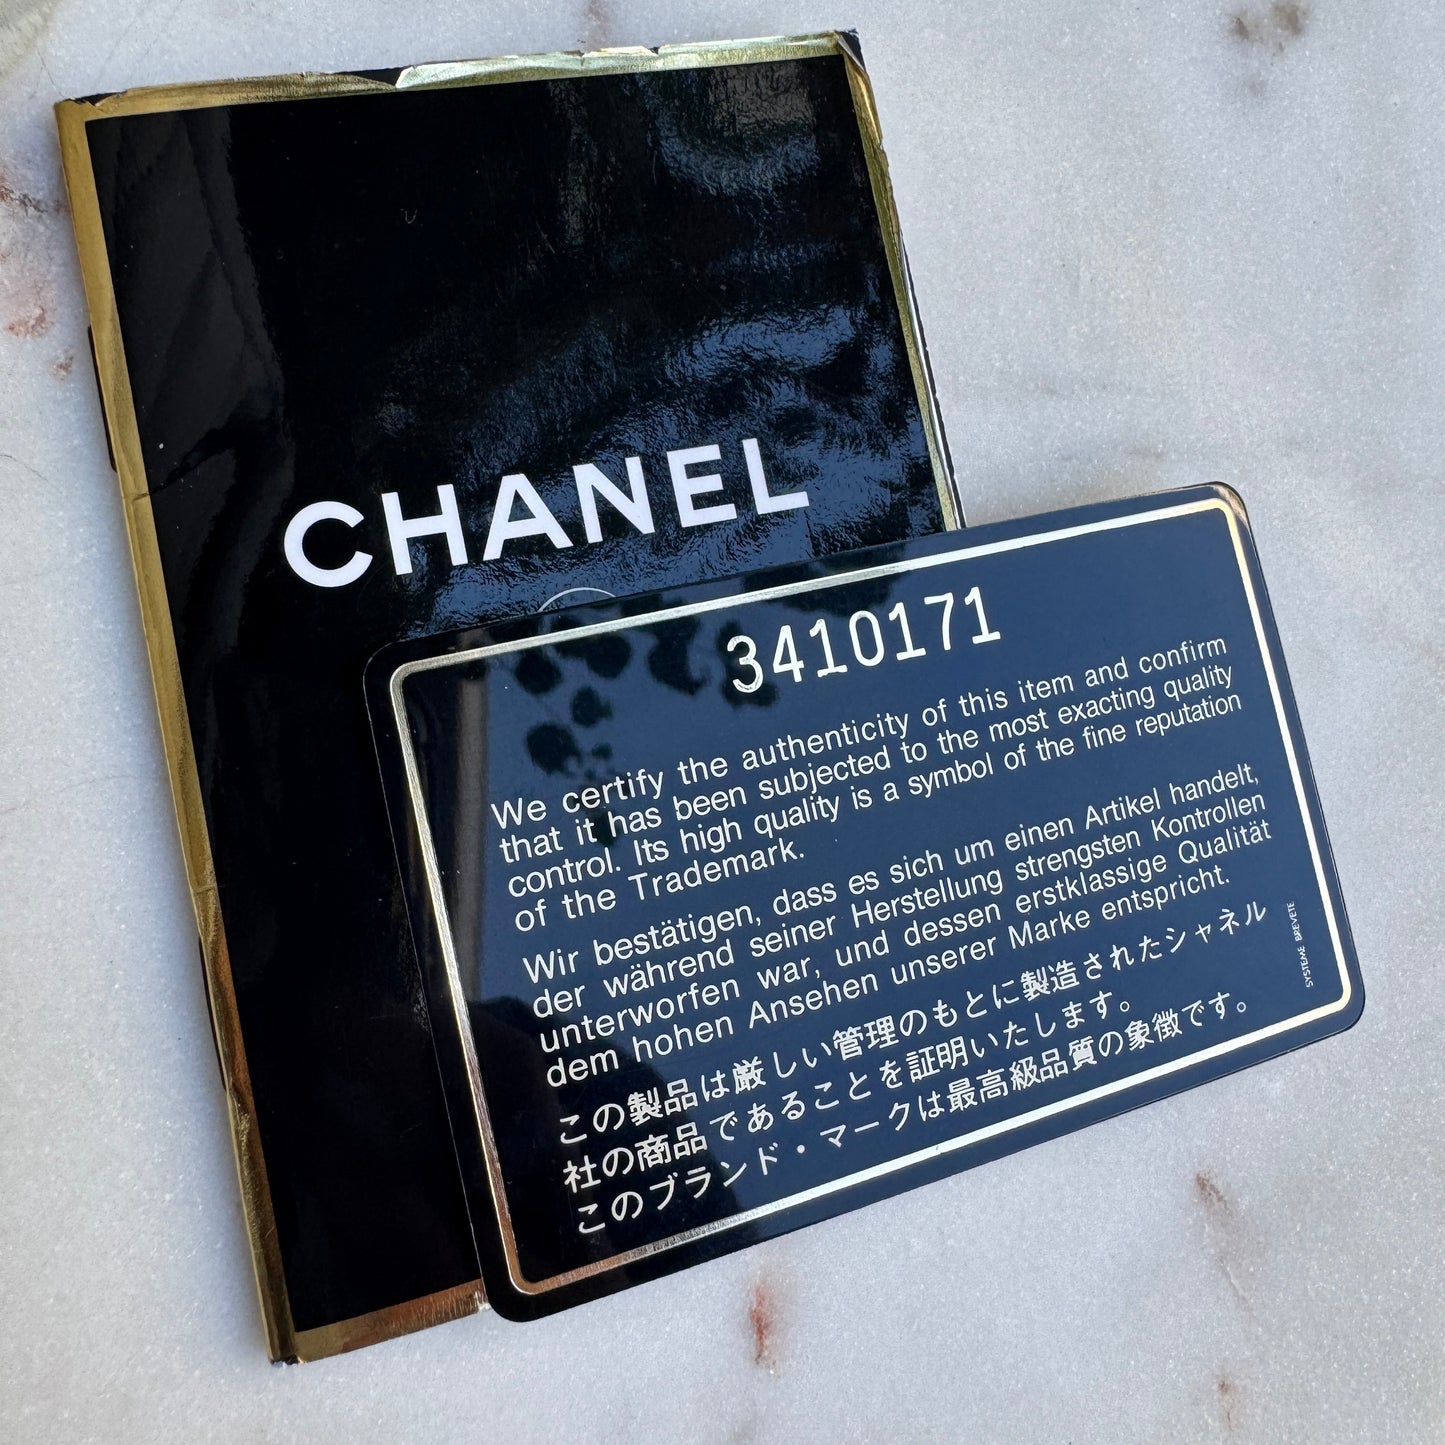 CHANEL
3410171
We certify the authenticity of this item and confirm
that it has been subjected to the most exacting quality
control. Its high quality is a symbol of the fine reputation
of the Trademark.
Wir bestätigen, dass es sich um einen Artikel handelt,
der während seiner Herstellung strengsten Kontrollen
unterworfen war, und dessen erstklassige Qualität
dem hohen Ansehen unserer Marke entspricht.
この製品は厳しい管理のもとに製造されたシャネル
社の商品であることを証明いたします。
このブランド・マークは最高級品質の象徴です。
SYSTEME BREVETE